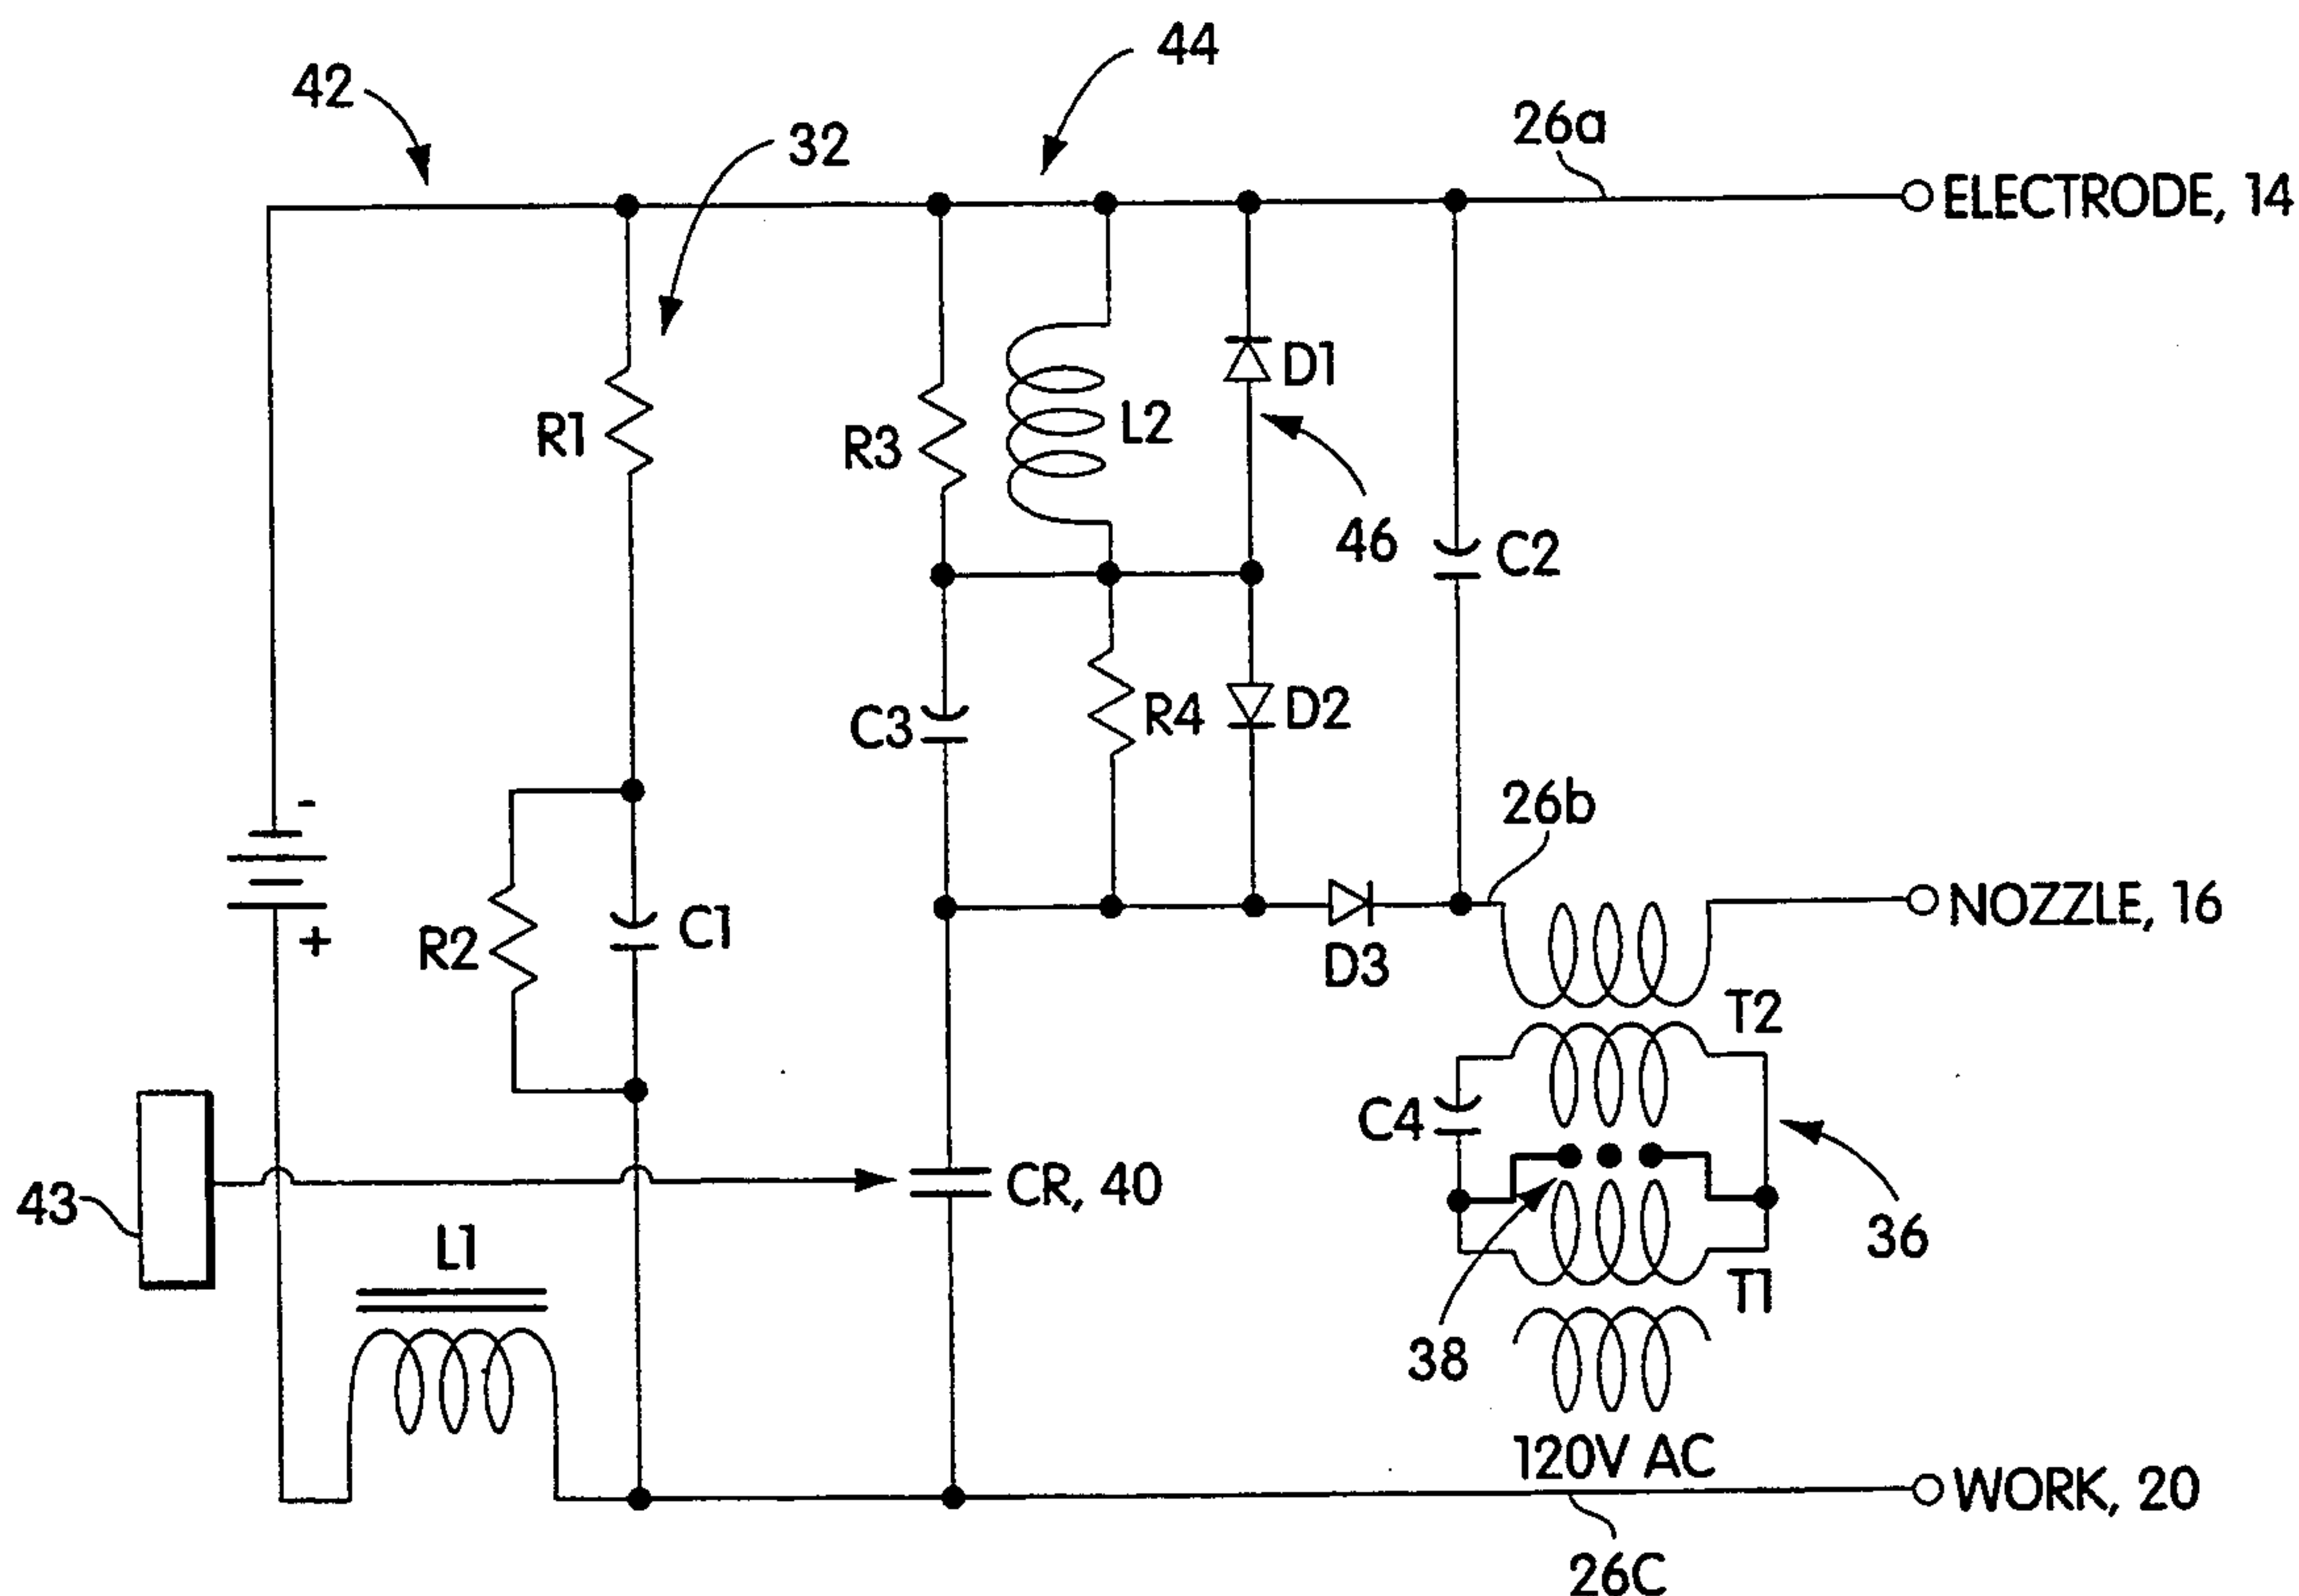 44
42
32
26a
ELECTRODE, 14
D1
L2
R1
R3
46
C2
-
C3
R4
D2
26b
NOZZLE, 16
+
R2
C1
D3
T2
C4
43
CR, 40
L1
36
T1
38
120V AC
WORK, 20
26C